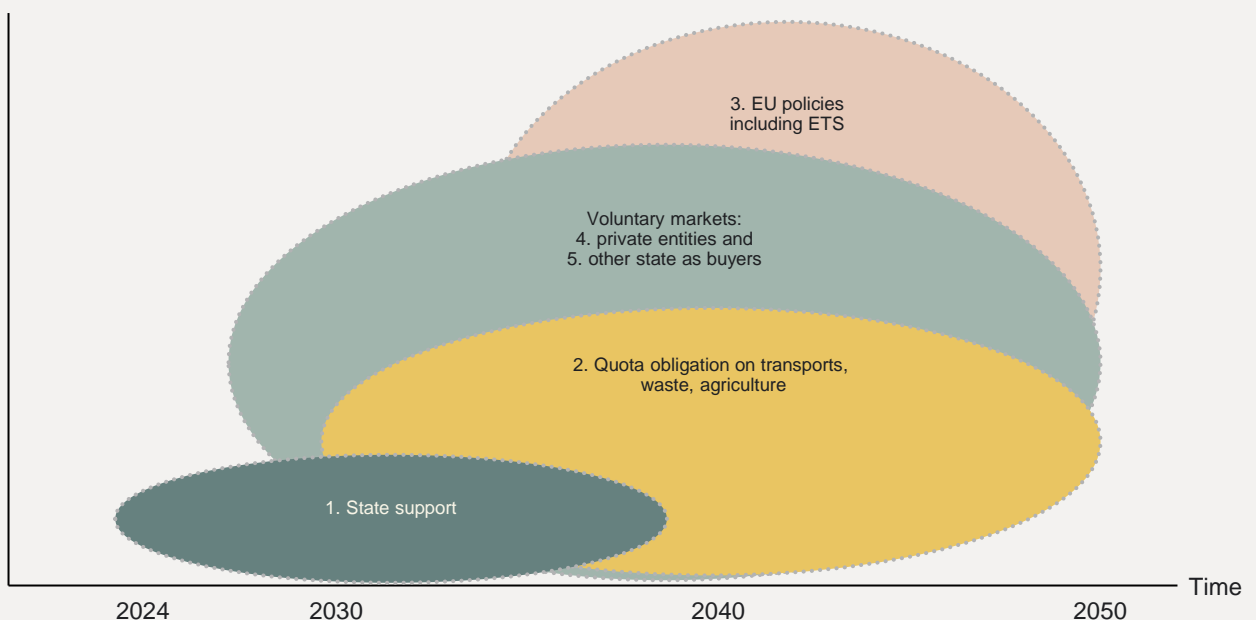 3. EU policies
including ETS
Voluntary markets:
4. private entities and
5. other state as buyers
2. Quota obligation on transports,
waste, agriculture
1. State support
Time
2024
2030
2040
2050